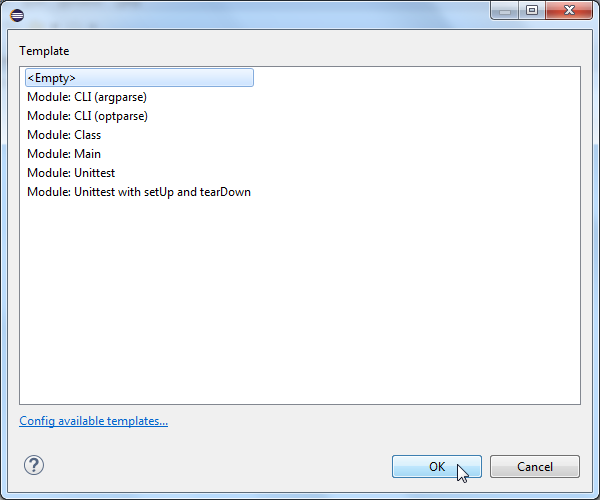 Template
<Empty>
Module: CLI (argparse)
Module: CLI (optparse)
Module: Class
Module: Main
Module: Unittest
Module: Unittest with setUp and tearDown
Config available templates...
?
OK
Cancel